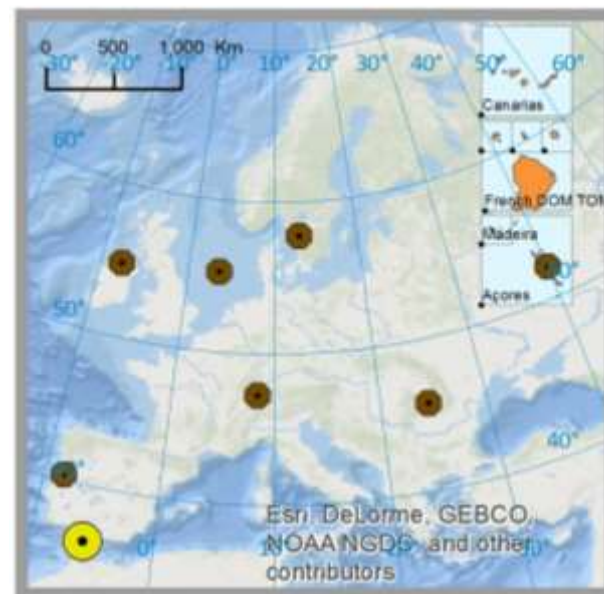 0 500 1,000 Km
30° 20° 10° 0° 10° 20° 30° 40° 50° 60°
60°
Canarias
French DOM TOM
Madeira
50°
Açores
40°
Esri, DeLorme, GEBCO,
0° 10° NOAA NGDC, and other
contributors